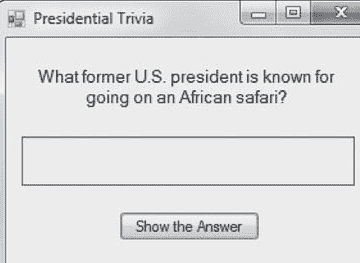 Presidential Trivia
What former U.S. president is known for
going on an African safari?
Show the Answer